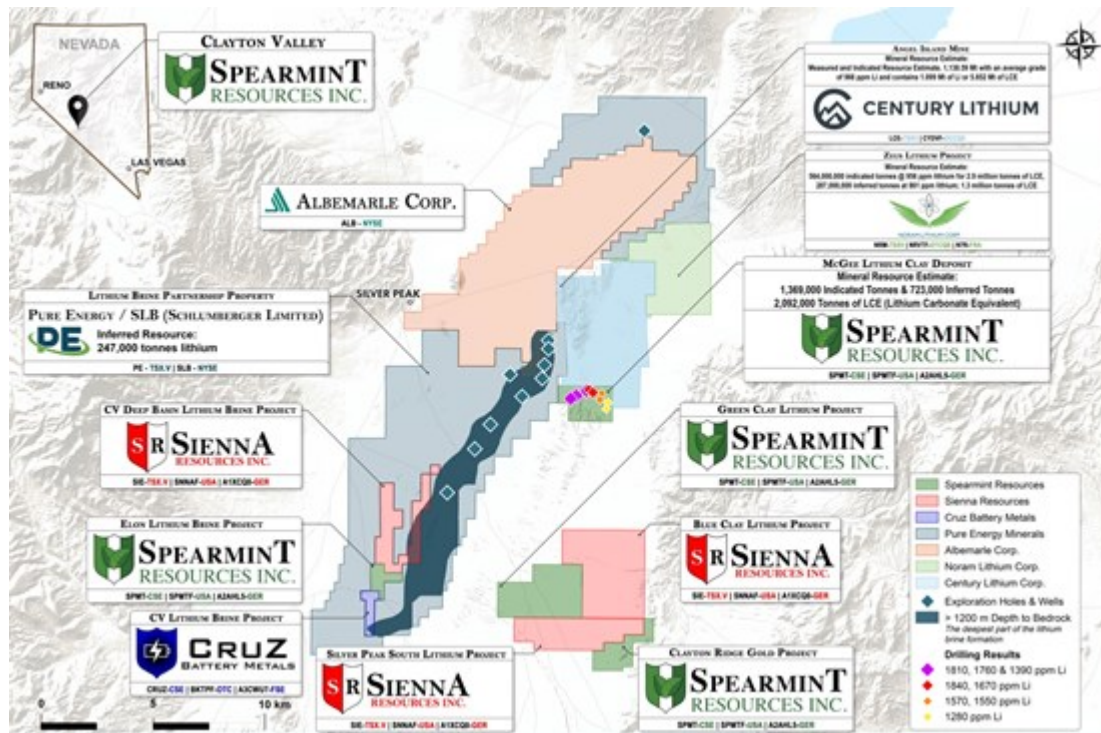 NEVADA
RENO
LAS VEGAS
CLAYTON VALLEY
SPEARMINT
RESOURCES INC.
ANGEL ISLAND MINE
Mineral Resource Estimate:
CENTURY LITHIUM
ZEUS LITHIUM PROJECT
Mineral Resource Estimate:
NORAM LITHIUM CORP.
ALBEMARLE CORP.
ALB - NYSE
SILVER PEAK
MCGEE LITHIUM CLAY DEPOSIT
Mineral Resource Estimate:
1,369,000 Indicated Tonnes & 723,000 Inferred Tonnes
2,092,000 Tonnes of LCE (Lithium Carbonate Equivalent)
SPEARMINT
RESOURCES INC.
SPMT-CSE | SPMTF-USA | A2AHL5-GER
LITHIUM BRINE PARTNERSHIP PROPERTY
PURE ENERGY / SLB (SCHLUMBERGER LIMITED)
PE
Inferred Resource:
247,000 tonnes lithium
PE - TSX.V | SLB - NYSE
CV DEEP BASIN LITHIUM BRINE PROJECT
SR SIENNA
RESOURCES INC.
SIE-TSX.V | SNNAF-USA | A1XCQ8-GER
GREEN CLAY LITHIUM PROJECT
SPEARMINT
RESOURCES INC.
SPMT-CSE | SPMTF-USA | A2AHL5-GER
ELON LITHIUM BRINE PROJECT
SPEARMINT
RESOURCES INC.
SPMT-CSE | SPMTF-USA | A2AHL5-GER
BLUE CLAY LITHIUM PROJECT
SR SIENNA
RESOURCES INC.
SIE-TSX.V | SNNAF-USA | A1XCQ8-GER
CV LITHIUM BRINE PROJECT
CRUZ
BATTERY METALS
CRUZ-CSE | BKTPF-OTC | A3CWUT-FSE
SILVER PEAK SOUTH LITHIUM PROJECT
SR SIENNA
RESOURCES INC.
SIE-TSX.V | SNNAF-USA | A1XCQ8-GER
CLAYTON RIDGE GOLD PROJECT
SPEARMINT
RESOURCES INC.
SPMT-CSE | SPMTF-USA | A2AHL5-GER
Spearmint Resources
Sienna Resources
Cruz Battery Metals
Pure Energy Minerals
Albemarle Corp.
Noram Lithium Corp.
Century Lithium Corp.
Exploration Holes & Wells
> 1200 m Depth to Bedrock
The deepest part of the lithium
brine formation
Drilling Results
1810, 1760 & 1390 ppm Li
1840, 1670 ppm Li
1570, 1550 ppm Li
1280 ppm Li
0 5 10 km